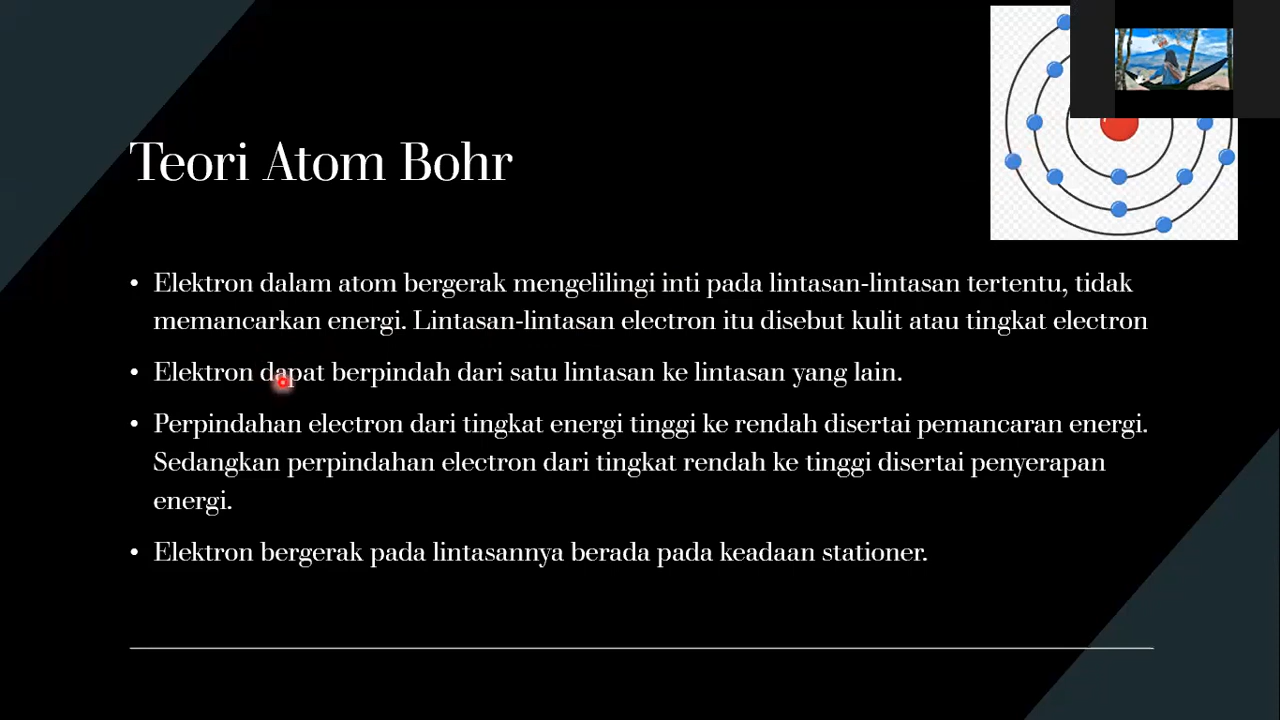 Teori Atom Bohr
• Elektron dalam atom bergerak mengelilingi inti pada lintasan-lintasan tertentu, tidak
memancarkan energi. Lintasan-lintasan electron itu disebut kulit atau tingkat electron
• Elektron dapat berpindah dari satu lintasan ke lintasan yang lain.
• Perpindahan electron dari tingkat energi tinggi ke rendah disertai pemancaran energi.
Sedangkan perpindahan electron dari tingkat rendah ke tinggi disertai penyerapan
energi.
• Elektron bergerak pada lintasannya berada pada keadaan stationer.